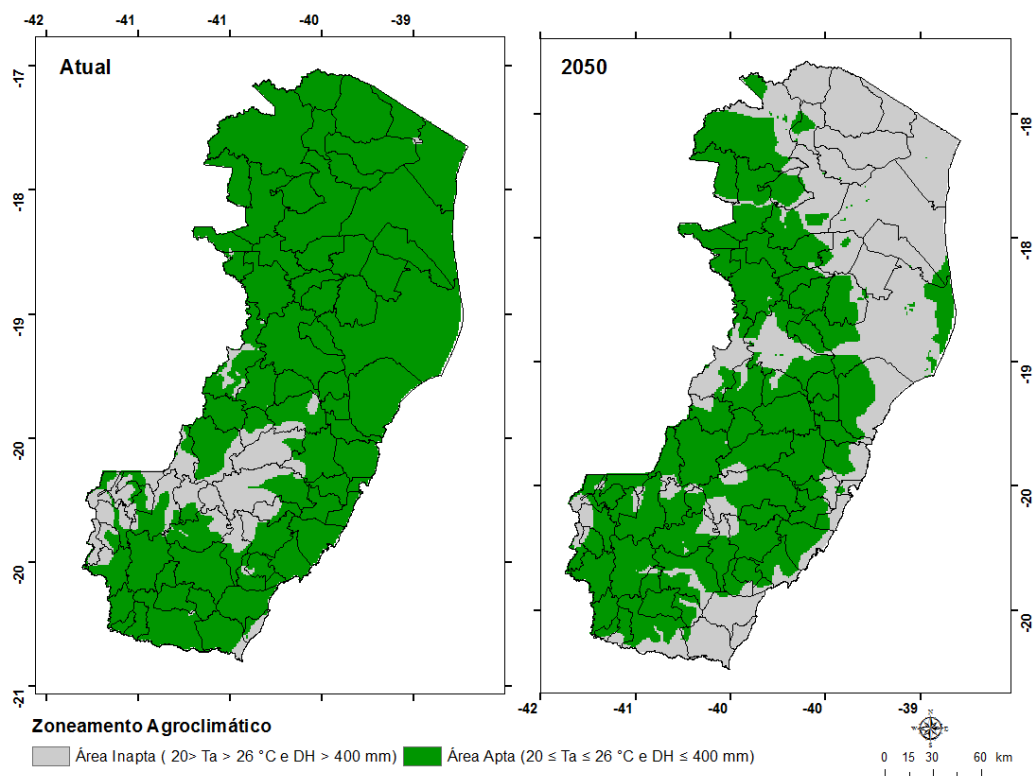 -42 -41 -40 -40 -39
Atual
-17
-18
-19
-20
-20
-21
2050
-18
-18
-19
-20
-20
-42 -41 -40 -40 -39
Zoneamento Agroclimático
Área Inapta ( 20> Ta > 26 °C e DH > 400 mm)
Área Apta (20 ≤ Ta ≤ 26 °C e DH ≤ 400 mm)
N
S
0 15 30 60 km